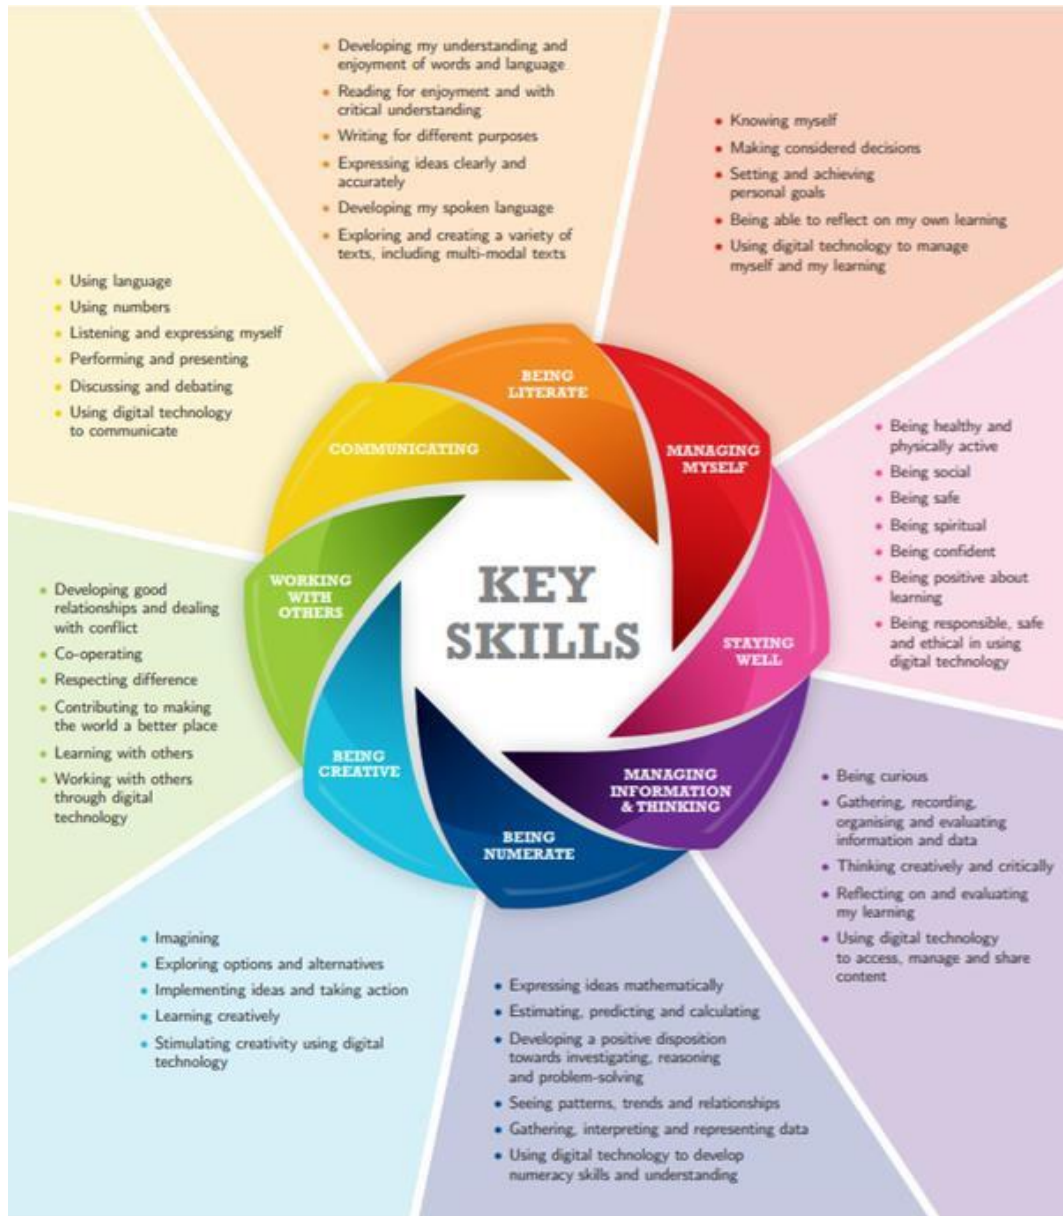 • Developing my understanding and
enjoyment of words and language
• Reading for enjoyment and with
critical understanding
• Writing for different purposes
• Expressing ideas clearly and
accurately
• Developing my spoken language
• Exploring and creating a variety of
texts, including multi-modal texts
• Knowing myself
• Making considered decisions
• Setting and achieving
personal goals
• Being able to reflect on my own learning
• Using digital technology to manage
myself and my learning
• Using language
• Using numbers
• Listening and expressing myself
• Performing and presenting
• Discussing and debating
• Using digital technology
to communicate
BEING
LITERATE
MANAGING
MYSELF
COMMUNICATING
• Being healthy and
physically active
• Being social
• Being safe
• Being spiritual
• Being confident
• Being positive about
learning
• Being responsible, safe
and ethical in using
digital technology
KEY
SKILLS
WORKING
WITH
OTHERS
STAYING
WELL
• Developing good
relationships and dealing
with conflict
• Co-operating
• Respecting difference
• Contributing to making
the world a better place
• Learning with others
• Working with others
through digital
technology
BEING
CREATIVE
BEING
NUMERATE
MANAGING
INFORMATION
& THINKING
• Being curious
• Gathering, recording,
organising and evaluating
information and data
• Thinking creatively and critically
• Reflecting on and evaluating
my learning
• Using digital technology
to access, manage and share
content
• Imagining
• Exploring options and alternatives
• Implementing ideas and taking action
• Learning creatively
• Stimulating creativity using digital
technology
• Expressing ideas mathematically
• Estimating, predicting and calculating
• Developing a positive disposition
towards investigating, reasoning
and problem-solving
• Seeing patterns, trends and relationships
• Gathering, interpreting and representing data
• Using digital technology to develop
numeracy skills and understanding